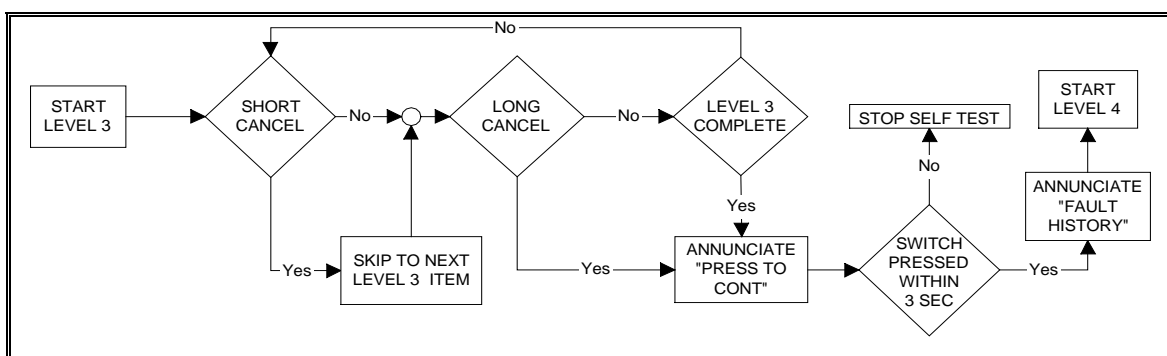 No
START
LEVEL 3
SHORT
CANCEL
No
LONG
CANCEL
No
LEVEL 3
COMPLETE
STOP SELF TEST
START
LEVEL 4
Yes
SKIP TO NEXT
LEVEL 3 ITEM
Yes
Yes
ANNUNCIATE
"PRESS TO
CONT"
No
SWITCH
PRESSED
WITHIN
3 SEC
Yes
ANNUNCIATE
"FAULT
HISTORY"